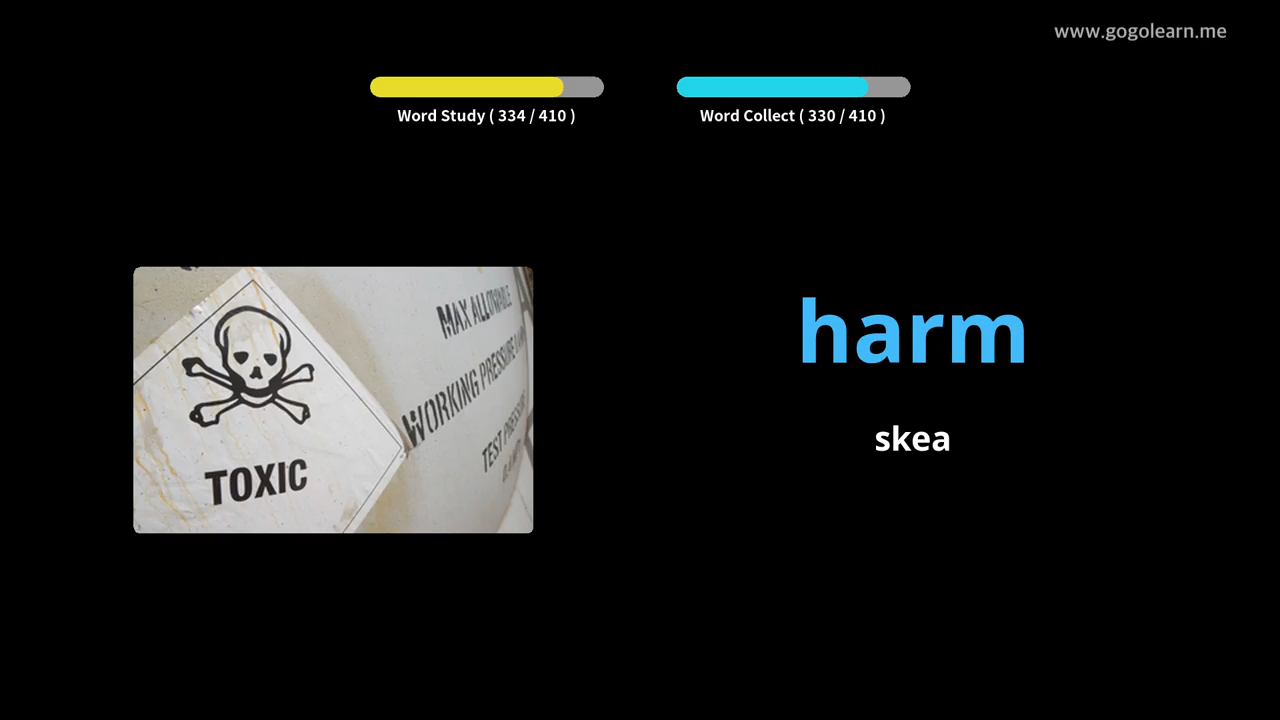 www.gogolearn.me
Word Study ( 334 / 410 )
Word Collect ( 330 / 410 )
harm
skea
TOXIC
MAX ALLOWABLE
WORKING PRESSURE
TEST PRESSURE